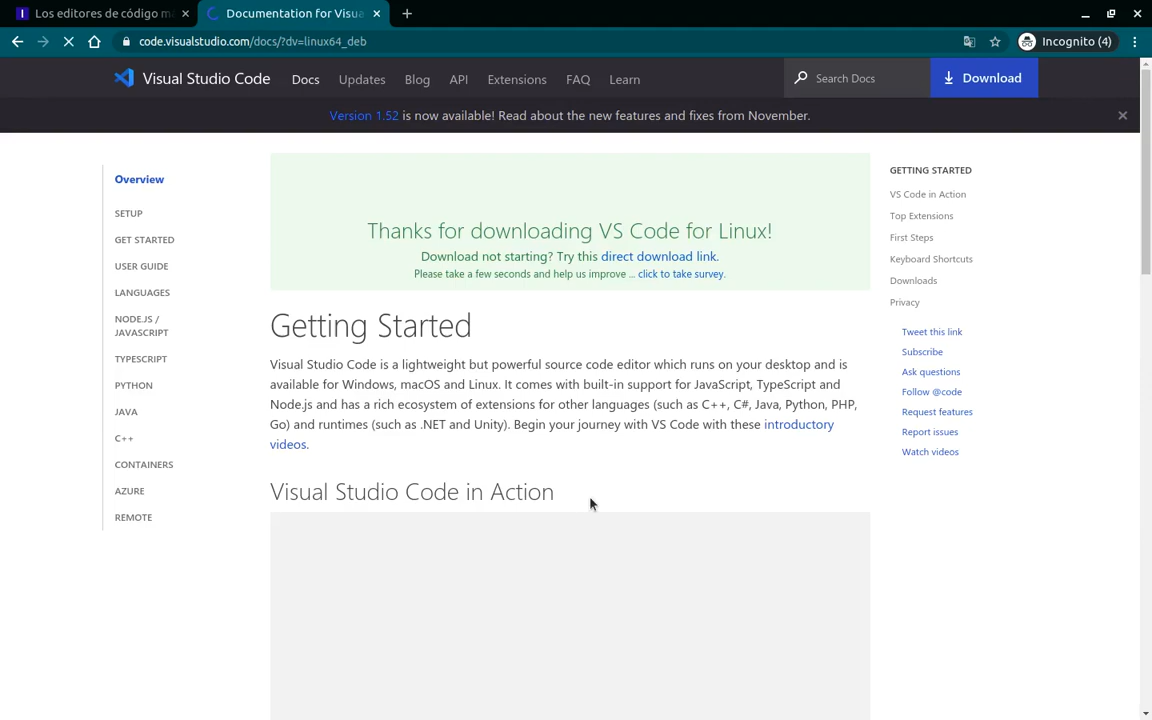 Los editores de código m
Documentation for Visua
code.visualstudio.com/docs/?dv=linux64_deb
Incognito (4)
Visual Studio Code
Docs
Updates
Blog
API
Extensions
FAQ
Learn
Search Docs
Download
Version 1.52 is now available! Read about the new features and fixes from November.
Overview
SETUP
GET STARTED
USER GUIDE
LANGUAGES
NODE.JS /
JAVASCRIPT
TYPESCRIPT
PYTHON
JAVA
C++
CONTAINERS
AZURE
REMOTE
Thanks for downloading VS Code for Linux!
Download not starting? Try this direct download link.
Please take a few seconds and help us improve ... click to take survey.
Getting Started
Visual Studio Code is a lightweight but powerful source code editor which runs on your desktop and is
available for Windows, macOS and Linux. It comes with built-in support for JavaScript, TypeScript and
Node.js and has a rich ecosystem of extensions for other languages (such as C++, C#, Java, Python, PHP,
Go) and runtimes (such as .NET and Unity). Begin your journey with VS Code with these introductory
videos.
Visual Studio Code in Action
GETTING STARTED
VS Code in Action
Top Extensions
First Steps
Keyboard Shortcuts
Downloads
Privacy
Tweet this link
Subscribe
Ask questions
Follow @code
Request features
Report issues
Watch videos